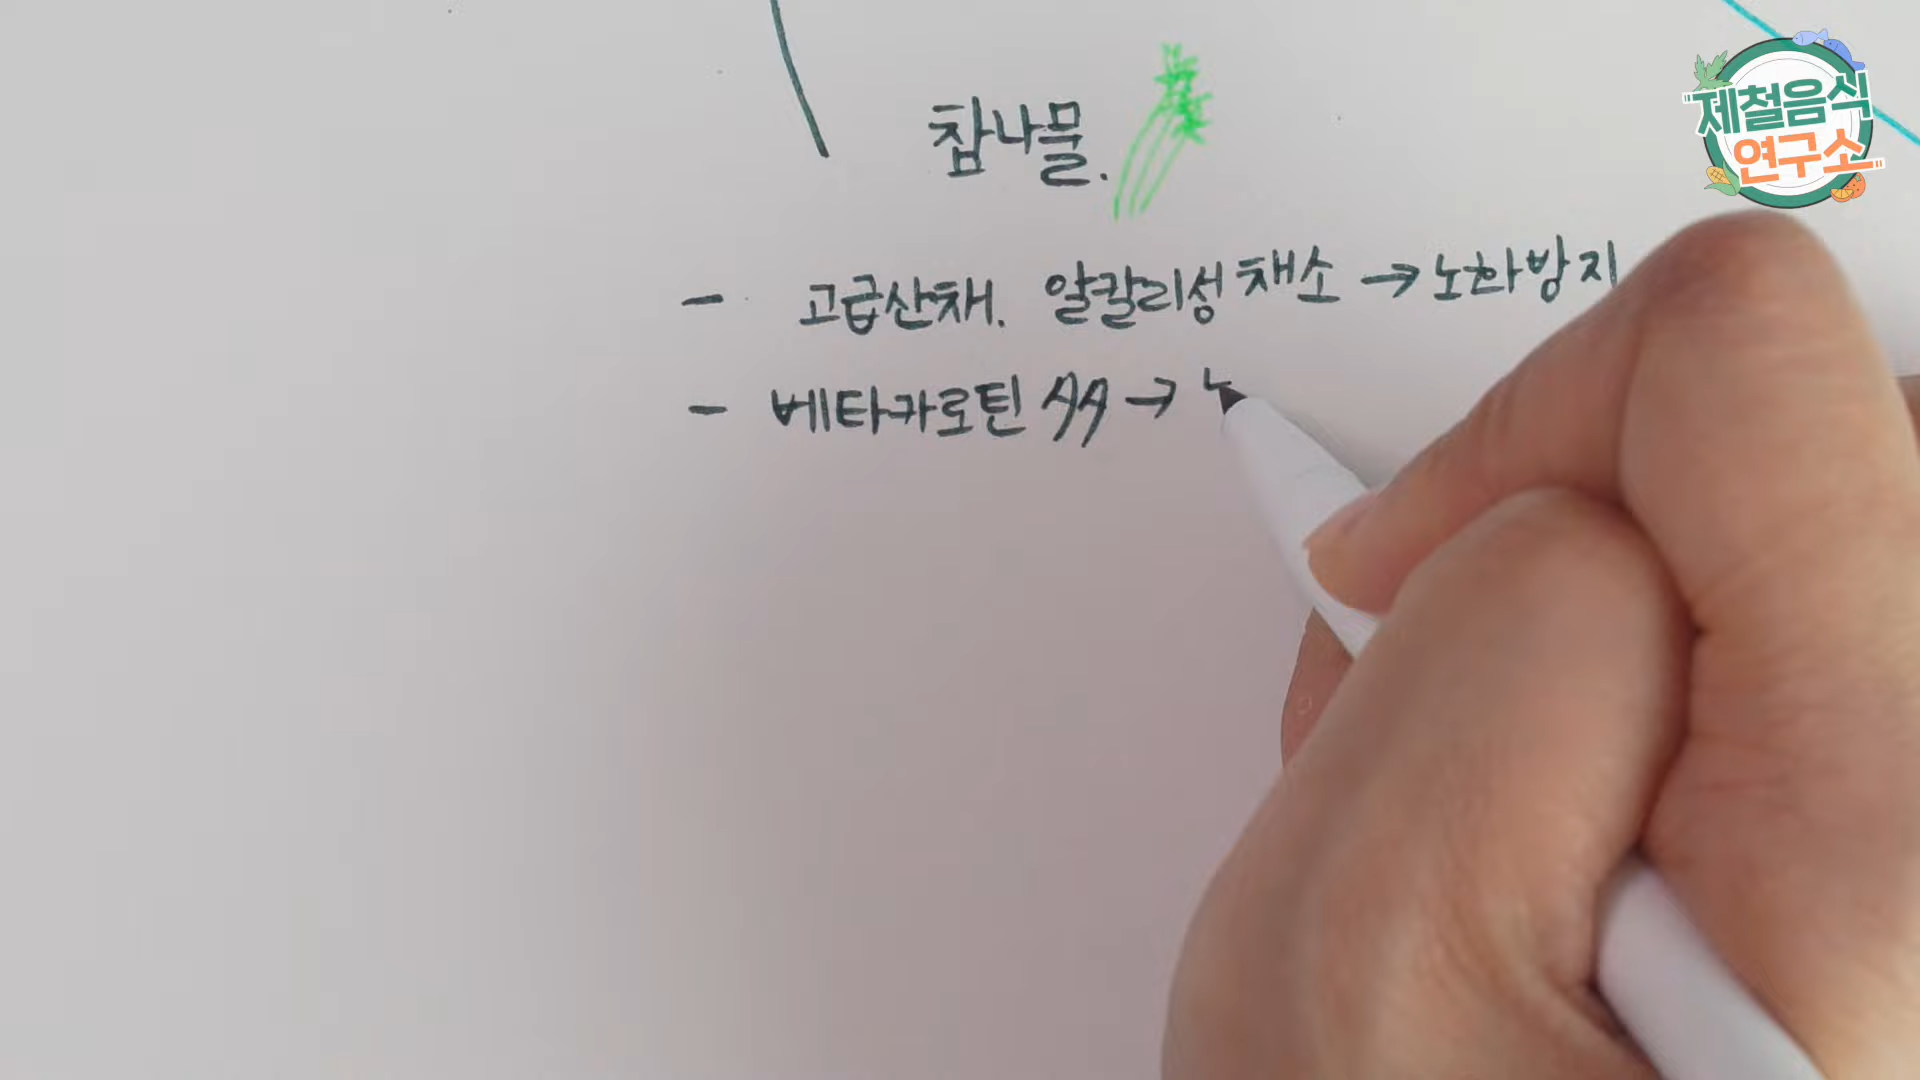 "제철음식
연구소"
참나물.
- 고급산채. 알칼리성 채소 → 노화방지
- 베타카로틴 AA →